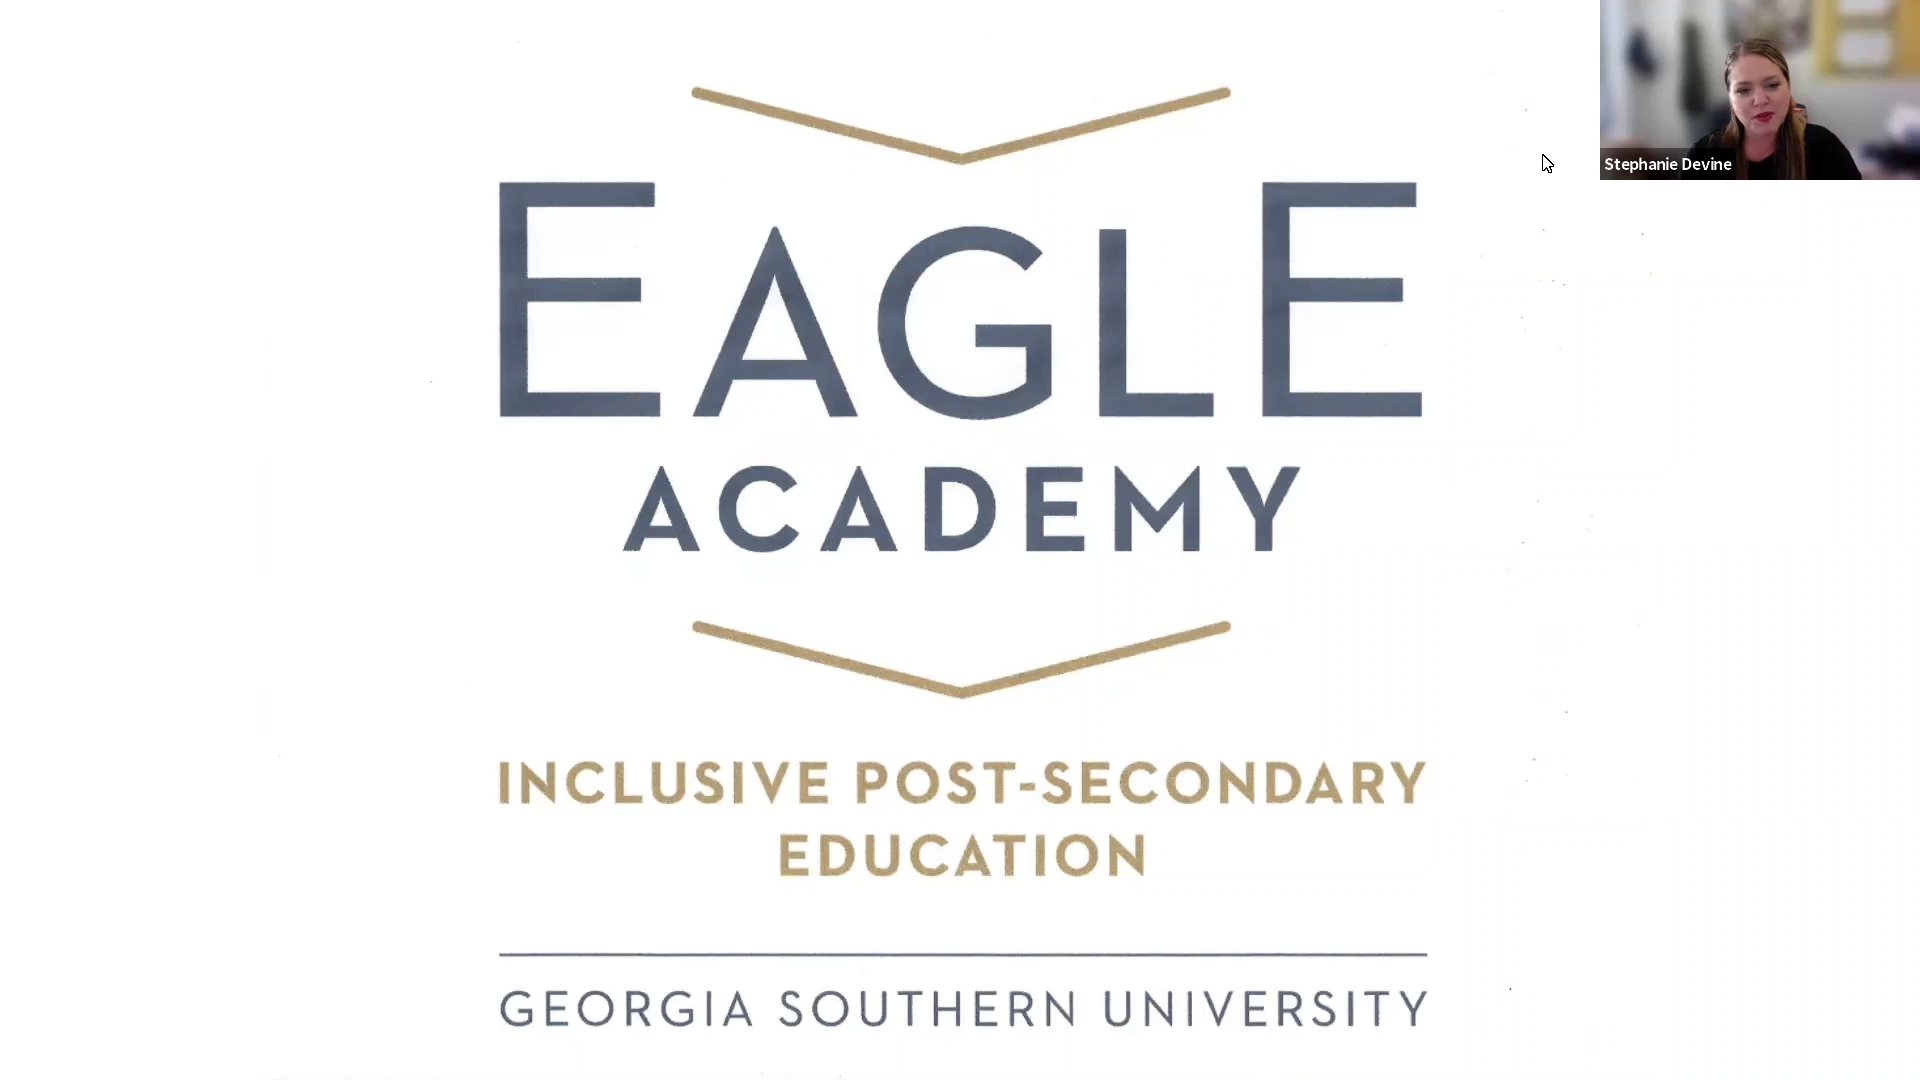 EAGLE
ACADEMY
INCLUSIVE POST-SECONDARY
EDUCATION
GEORGIA SOUTHERN UNIVERSITY
Stephanie Devine